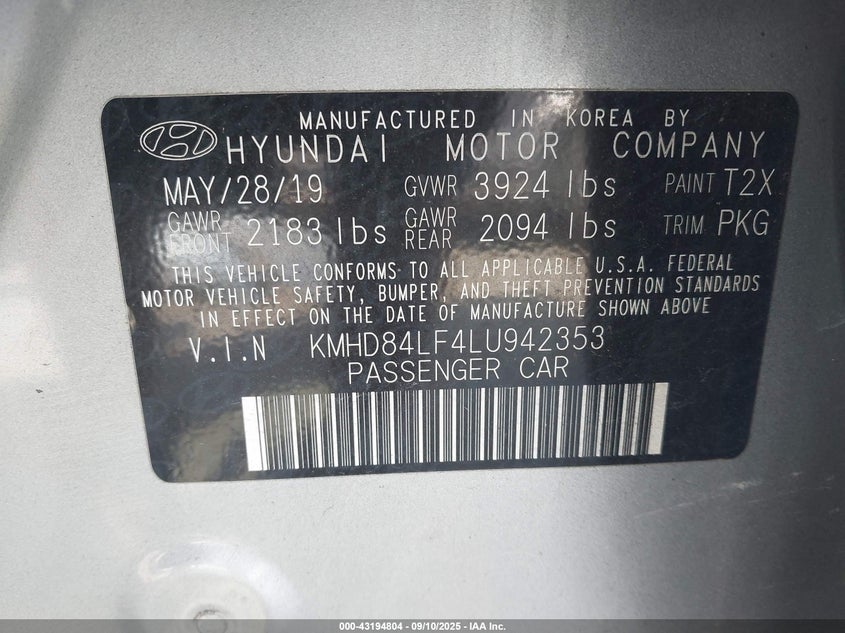 MANUFACTURED IN KOREA BY
HYUNDAI MOTOR COMPANY
MAY/28/19 GVWR 3924 lbs PAINT T2X
GAWR FRONT 2183 lbs GAWR REAR 2094 lbs TRIM PKG
THIS VEHICLE CONFORMS TO ALL APPLICABLE U.S.A. FEDERAL
MOTOR VEHICLE SAFETY, BUMPER, AND THEFT PREVENTION STANDARDS
IN EFFECT ON THE DATE OF MANUFACTURE SHOWN ABOVE
V.I.N KMHD84LF4LU942353
PASSENGER CAR
000-43194804 - 09/10/2025 - IAA Inc.